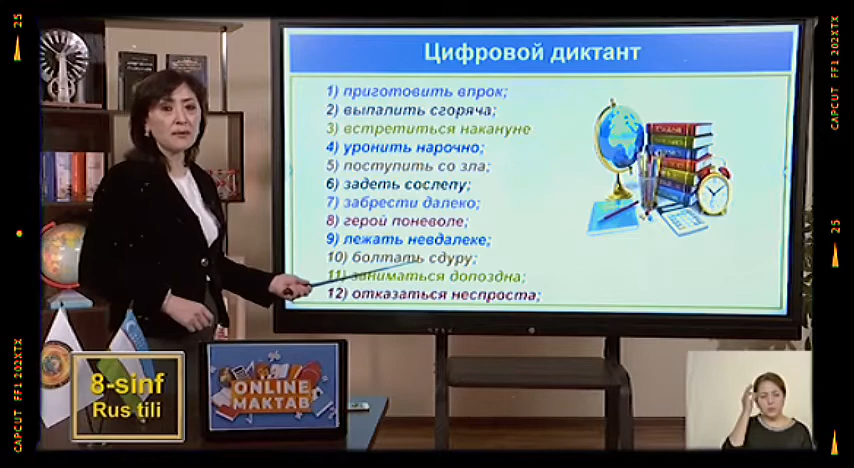 Цифровой диктант
1) приготовить впрок;
2) выпалить сгоряча;
3) встретиться накануне
4) уронить нарочно;
5) поступить со зла;
6) задеть сослепу;
7) забрести далеко;
8) герой поневоле;
9) лежать невдалеке;
10) болтать сдуру;
11) заниматься допоздна;
12) отказаться неспроста;
8-sinf
Rus tili
ONLINE
MAKTAB
25
CAPCUT FF1 202XTX
CAPCUT FF1 202XTX
25